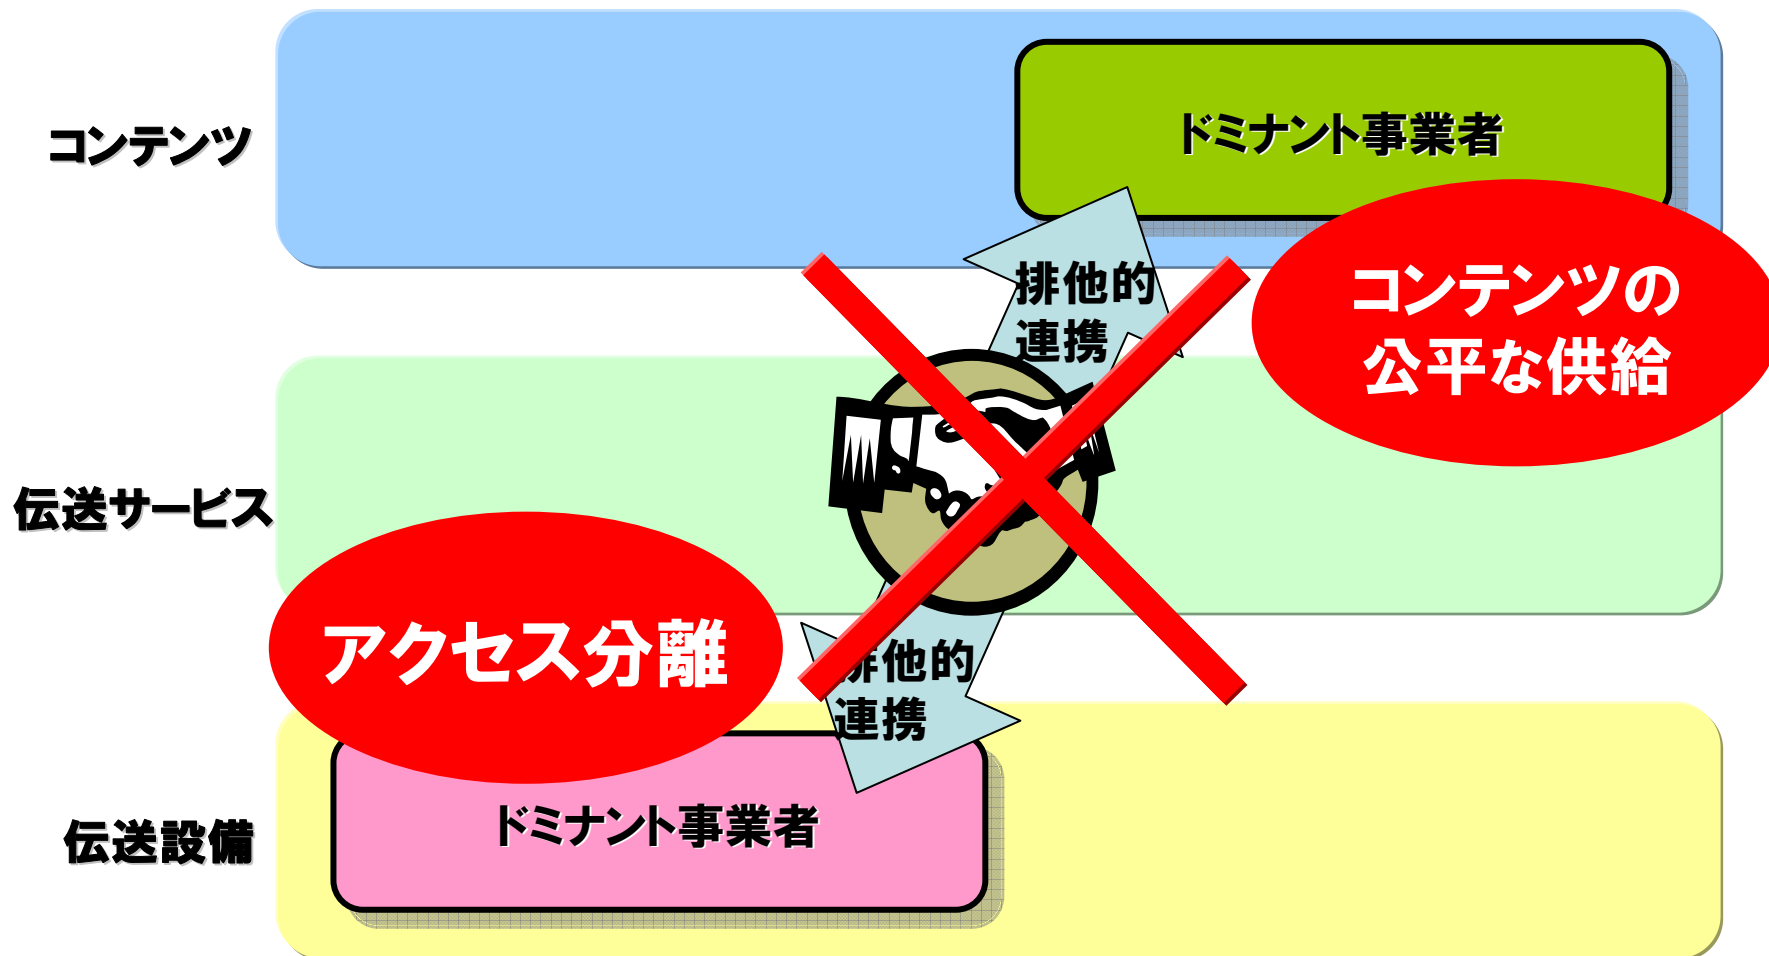 コンテンツ
ドミナント事業者
排他的
連携
コンテンツの
公平な供給
伝送サービス
アクセス分離
排他的
連携
伝送設備
ドミナント事業者